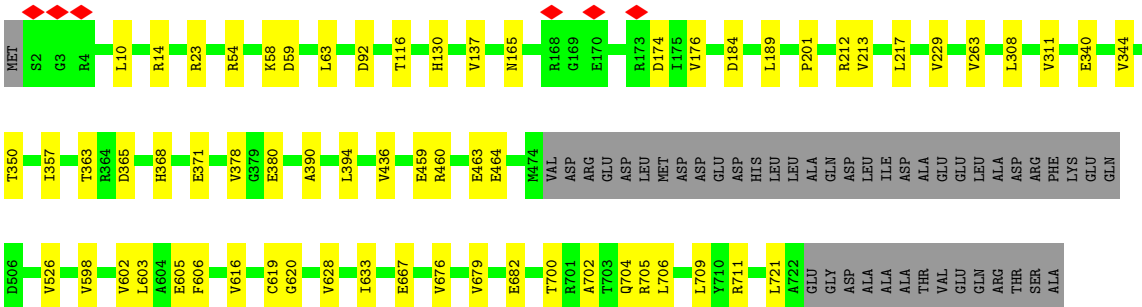 MET S2 G3 R4 L10 R14 R23 R54 K58 D59 L63 D92 T116 H130 V137 N165 R168 G169 E170 R173 D174 I175 V176 D184 L189 P201 R212 V213 L217 V229 V263 L308 V311 E340 V344
T350 I357 T363 R364 D365 H368 E371 V378 G379 E380 A390 L394 V436 E459 R460 E463 E464 M474 VAL ASP ARG GLU ASP LEU MET ASP ASP GLU ASP HIS LEU LEU ALA GLN ASP LEU ILE ASP ALA GLU GLU LEU ALA ASP ARG PHE LYS GLU GLN
D506 V526 V598 V602 L603 A604 E605 F606 V616 C619 G620 V628 I633 E667 V676 V679 E682 T700 R701 A702 T703 Q704 R705 L706 L709 Y710 R711 L721 A722 GLU GLY ASP ALA ALA ALA THR VAL GLU GLN ARG THR SER ALA